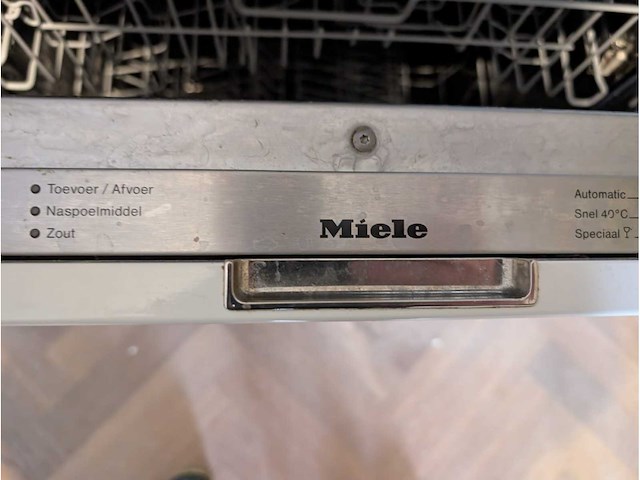 Toevoer / Afvoer
Naspoelmiddel
Zout
Miele
Automatic
Snel 40°C
Speciaal